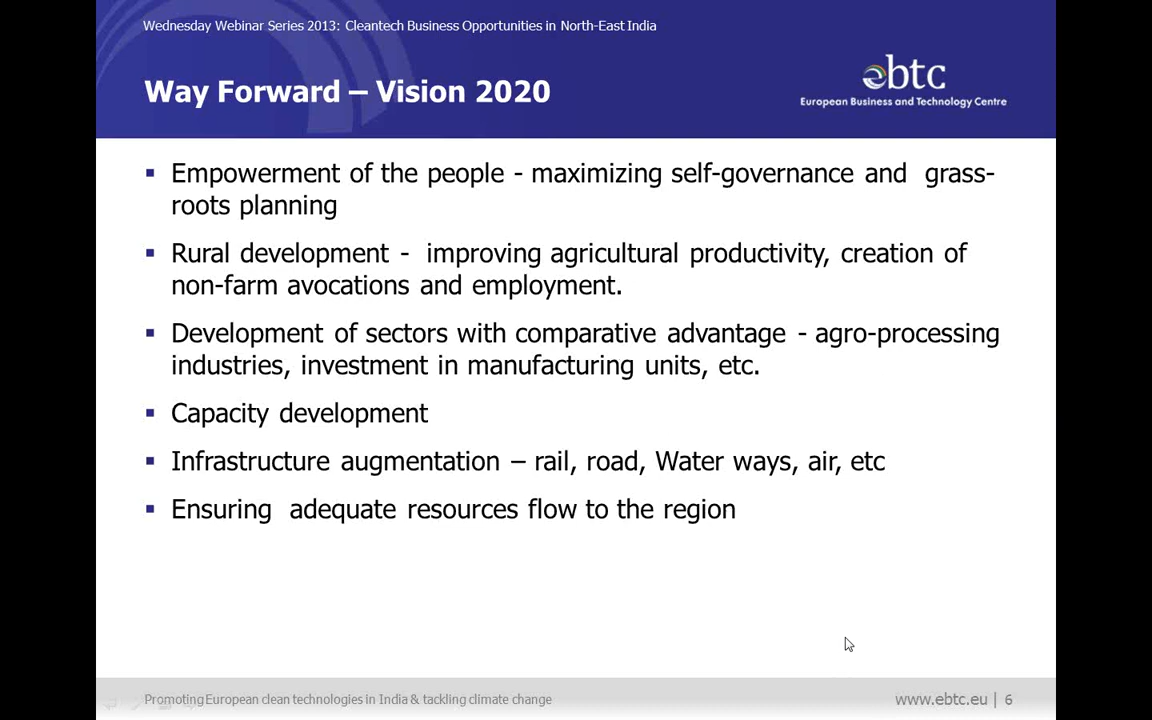 Wednesday Webinar Series 2013: Cleantech Business Opportunities in North-East India
Way Forward – Vision 2020
ebtc
European Business and Technology Centre
▪ Empowerment of the people - maximizing self-governance and grass-
roots planning
▪ Rural development - improving agricultural productivity, creation of
non-farm avocations and employment.
▪ Development of sectors with comparative advantage - agro-processing
industries, investment in manufacturing units, etc.
▪ Capacity development
▪ Infrastructure augmentation – rail, road, Water ways, air, etc
▪ Ensuring adequate resources flow to the region
Promoting European clean technologies in India & tackling climate change
www.ebtc.eu | 6